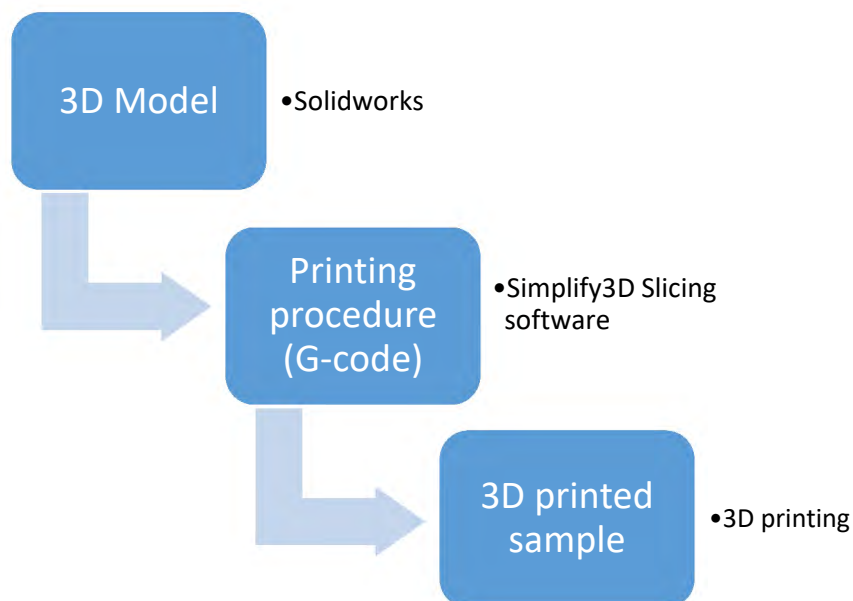 3D Model
•Solidworks
Printing
procedure
(G-code)
•Simplify3D Slicing
software
3D printed
sample
•3D printing